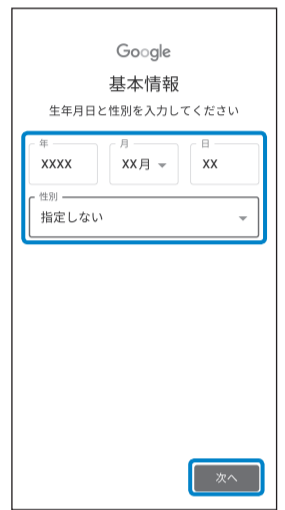 Google
基本情報
生年月日と性別を入力してください
年 月 日
XXXX XX月 XX
性別
指定しない
次へ